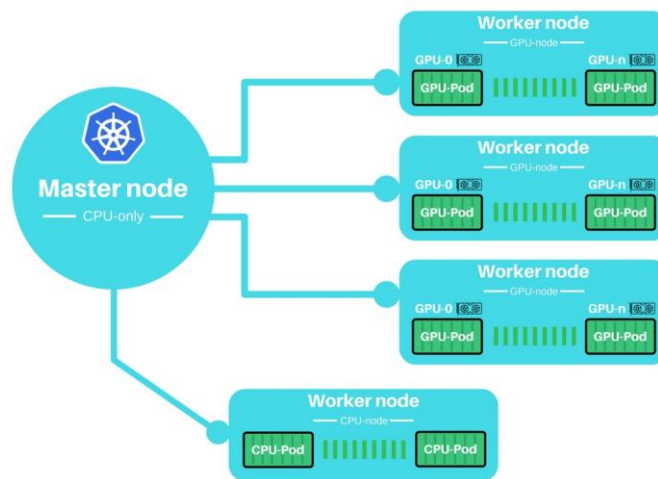 Master node
CPU-only
Worker node
GPU-node
GPU-0 GPU-n
GPU-Pod GPU-Pod
Worker node
GPU-node
GPU-0 GPU-n
GPU-Pod GPU-Pod
Worker node
GPU-node
GPU-0 GPU-n
GPU-Pod GPU-Pod
Worker node
CPU-node
CPU-Pod CPU-Pod